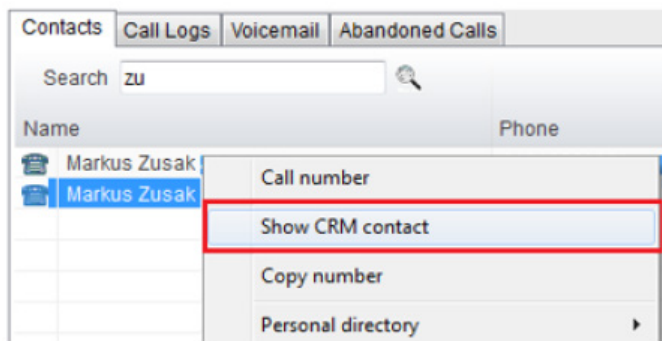 Contacts Call Logs Voicemail Abandoned Calls
Search zu
Name Phone
Markus Zusak
Markus Zusak
Call number
Show CRM contact
Copy number
Personal directory